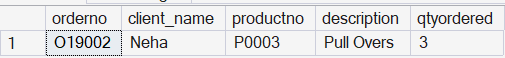 orderno client_name productno description qtyordered
1 O19002 Neha P0003 Pull Overs 3